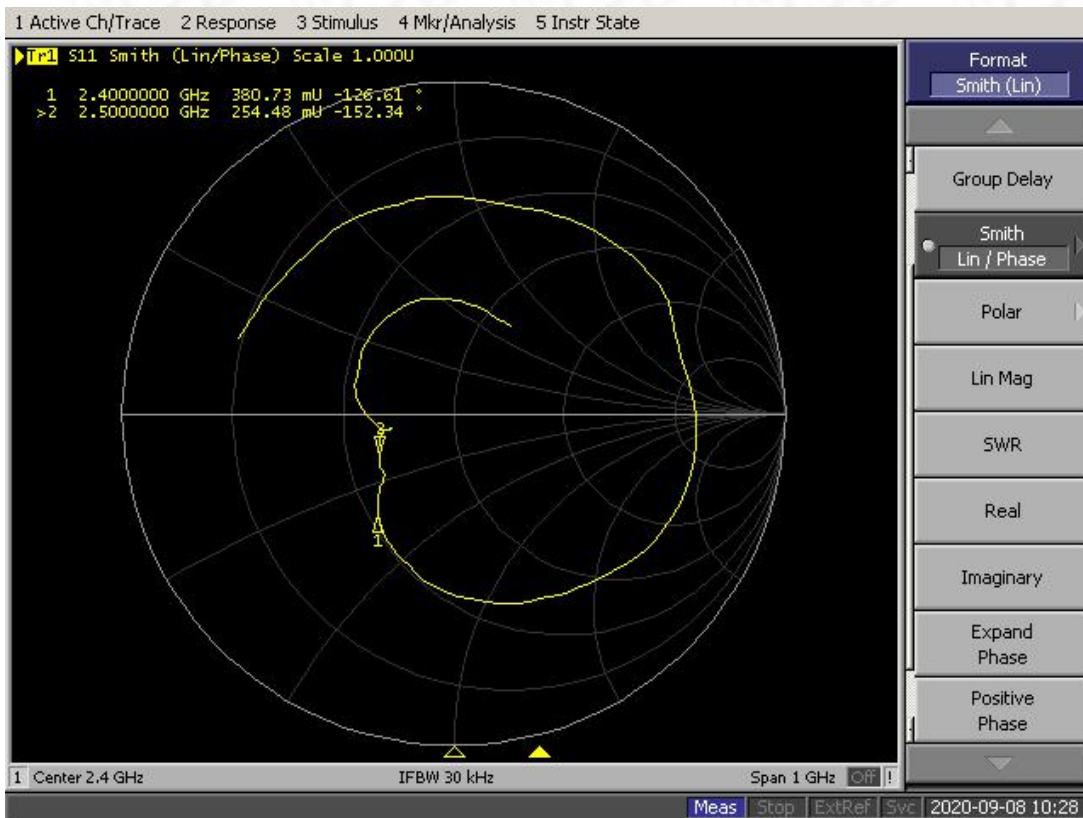 1 Active Ch/Trace 2 Response 3 Stimulus 4 Mkr/Analysis 5 Instr State
Tr1 S11 Smith (Lin/Phase) Scale 1.000U
1 2.4000000 GHz 380.73 mU -126.61 °
>2 2.5000000 GHz 254.48 mU -152.34 °
2
1
Format
Smith (Lin)
Group Delay
Smith
Lin / Phase
Polar
Lin Mag
SWR
Real
Imaginary
Expand
Phase
Positive
Phase
1 Center 2.4 GHz IFBW 30 kHz Span 1 GHz Off !
Meas Stop ExtRef Svc 2020-09-08 10:28